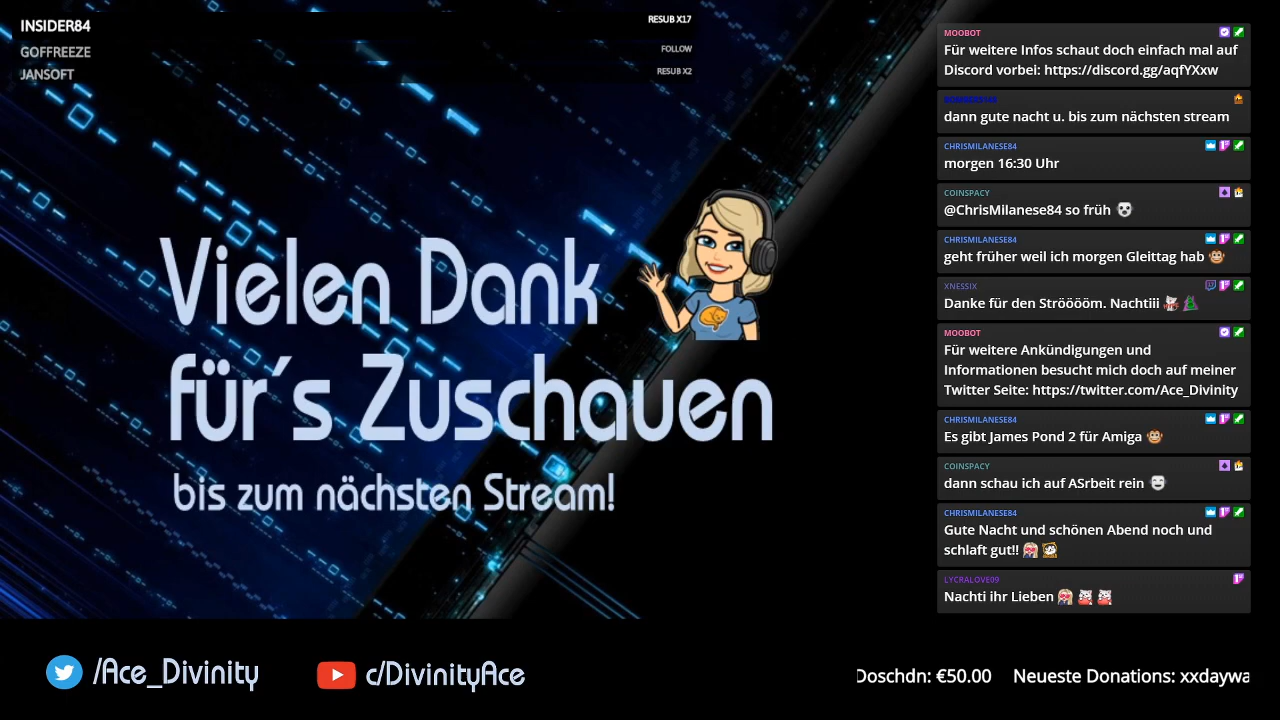 INSIDER84
RESUB X17
GOFFREEZE
FOLLOW
JANSOFT
RESUB X2
Vielen Dank
für´s Zuschauen
bis zum nächsten Stream!
MOOBOT
Für weitere Infos schaut doch einfach mal auf
Discord vorbei: https://discord.gg/aqfYXxw
dann gute nacht u. bis zum nächsten stream
CHRISMILANESE84
morgen 16:30 Uhr
COINSPACY
@ChrisMilanese84 so früh
CHRISMILANESE84
geht früher weil ich morgen Gleittag hab
XNESSIX
Danke für den Ströööm. Nachtiii
MOOBOT
Für weitere Ankündigungen und
Informationen besucht mich doch auf meiner
Twitter Seite: https://twitter.com/Ace_Divinity
CHRISMILANESE84
Es gibt James Pond 2 für Amiga
COINSPACY
dann schau ich auf ASrbeit rein
CHRISMILANESE84
Gute Nacht und schönen Abend noch und
schlaft gut!!
LYCRALOVE09
Nachti ihr Lieben
/Ace_Divinity
c/DivinityAce
Doschdn: €50.00 Neueste Donations: xxdaywa